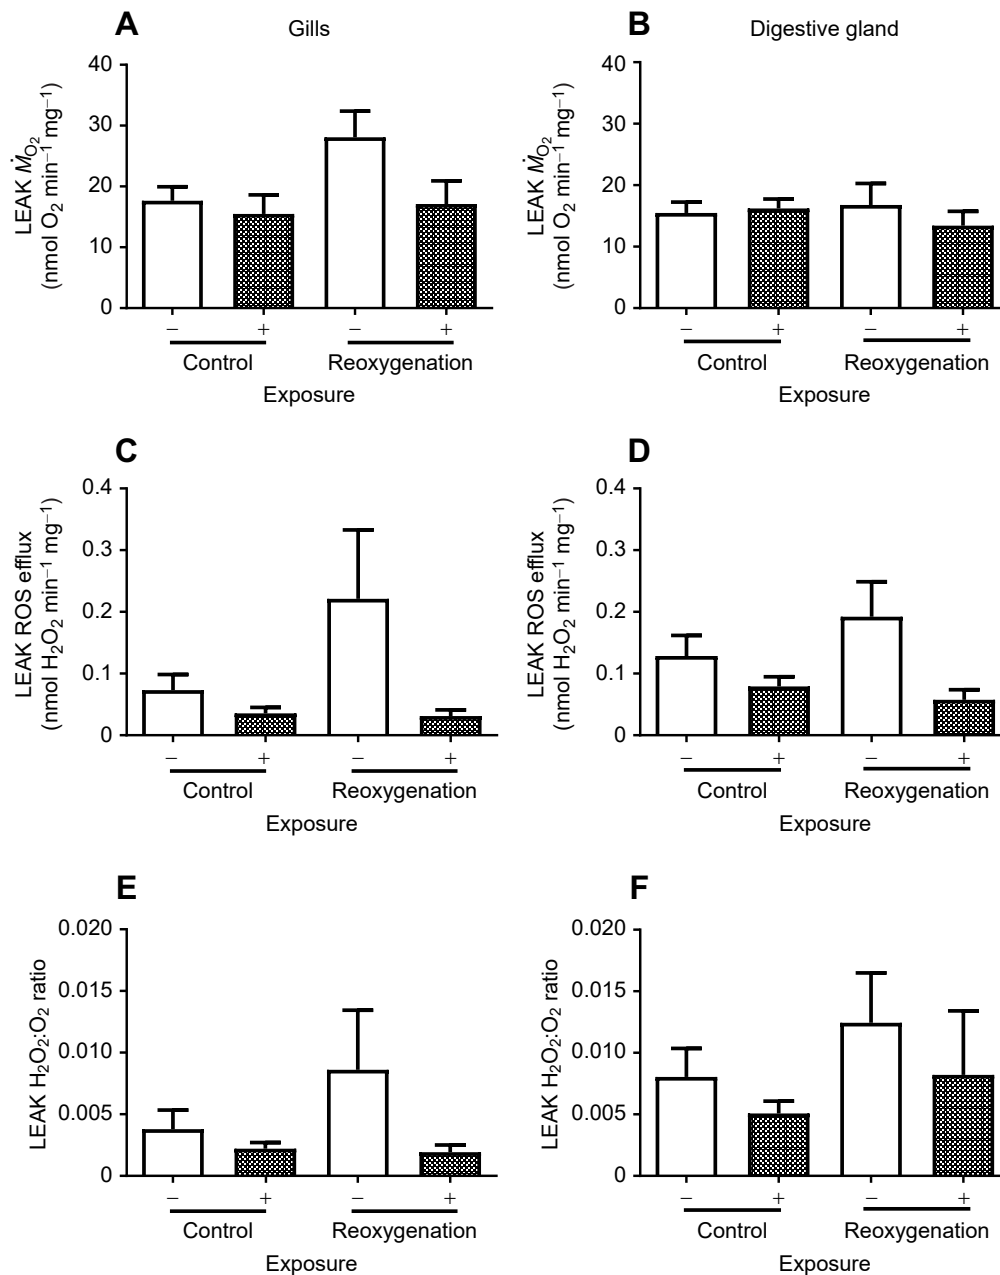 A
Gills
LEAK ṀO₂
(nmol O₂ min⁻¹ mg⁻¹)
40
30
20
10
0
− + − +
Control Reoxygenation
Exposure
B
Digestive gland
LEAK ṀO₂
(nmol O₂ min⁻¹ mg⁻¹)
40
30
20
10
0
− + − +
Control Reoxygenation
Exposure
C
LEAK ROS efflux
(nmol H₂O₂ min⁻¹ mg⁻¹)
0.4
0.3
0.2
0.1
0
− + − +
Control Reoxygenation
Exposure
D
LEAK ROS efflux
(nmol H₂O₂ min⁻¹ mg⁻¹)
0.4
0.3
0.2
0.1
0
− + − +
Control Reoxygenation
Exposure
E
LEAK H₂O₂:O₂ ratio
0.020
0.015
0.010
0.005
0
− + − +
Control Reoxygenation
Exposure
F
LEAK H₂O₂:O₂ ratio
0.020
0.015
0.010
0.005
0
− + − +
Control Reoxygenation
Exposure